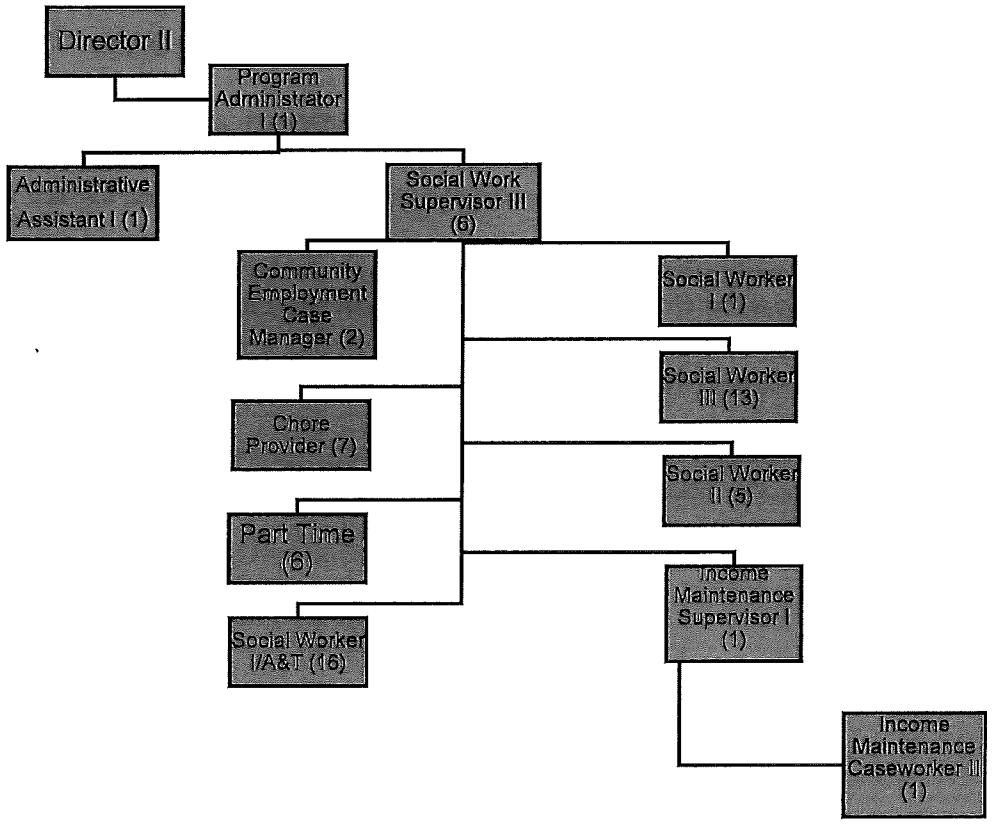 Director II
Program
Administrator
I (1)
Administrative
Assistant I (1)
Social Work
Supervisor III
(6)
Community
Employment
Case
Manager (2)
Social Worker
I (1)
Social Worker
III (13)
Chore
Provider (7)
Social Worker
II (5)
Part Time
(6)
Income
Maintenance
Supervisor I
(1)
Social Worker
I/A&T (16)
Income
Maintenance
Caseworker II
(1)